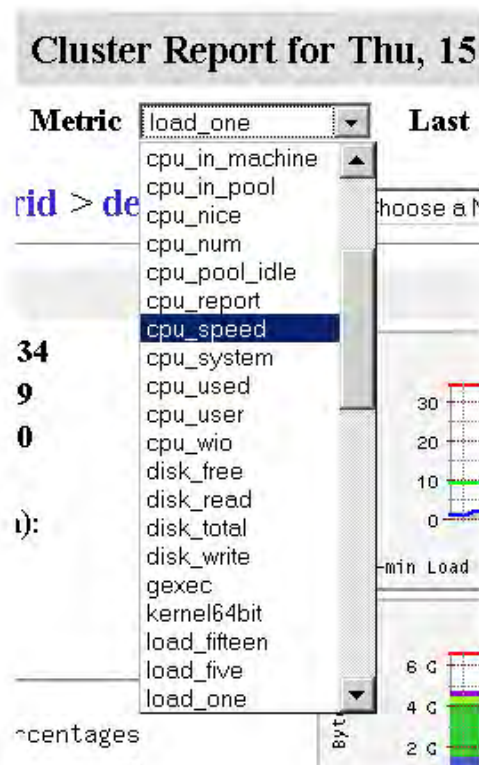 Cluster Report for Thu, 15
Metric load_one Last
cpu_in_machine
cpu_in_pool
rid > de
hoose a N
cpu_nice
cpu_num
cpu_pool_idle
cpu_report
cpu_speed
34
cpu_system
9
cpu_used
cpu_user
30
0
cpu_wio
20
disk_free
disk_read
10
):
disk_total
0
disk_write
-min Load
gexec
kernel64bit
load_fifteen
load_five
6 G
load_one
4 G
rcentages
Byt
2 G